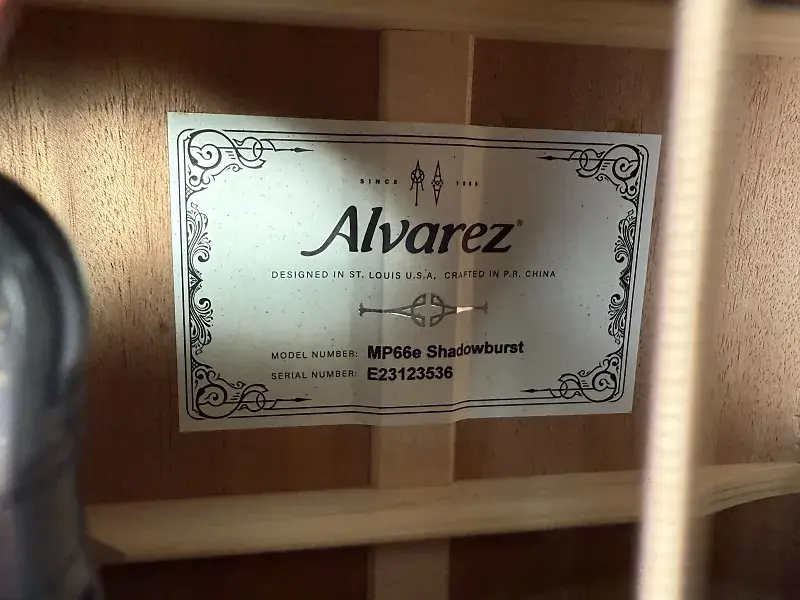 SINCE 1965
Alvarez®
DESIGNED IN ST. LOUIS U.S.A, CRAFTED IN P.R. CHINA
MODEL NUMBER: MP66e Shadowburst
SERIAL NUMBER: E23123536